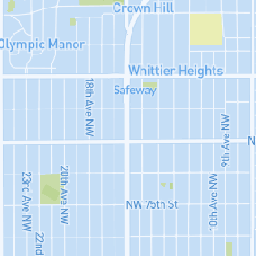 Crown Hill
Olympic Manor
Whittier Heights
Safeway
18th Ave NW
9th Ave NW
20th Ave NW
23rd Ave NW
22nd
NW 75th St
10th Ave NW
N